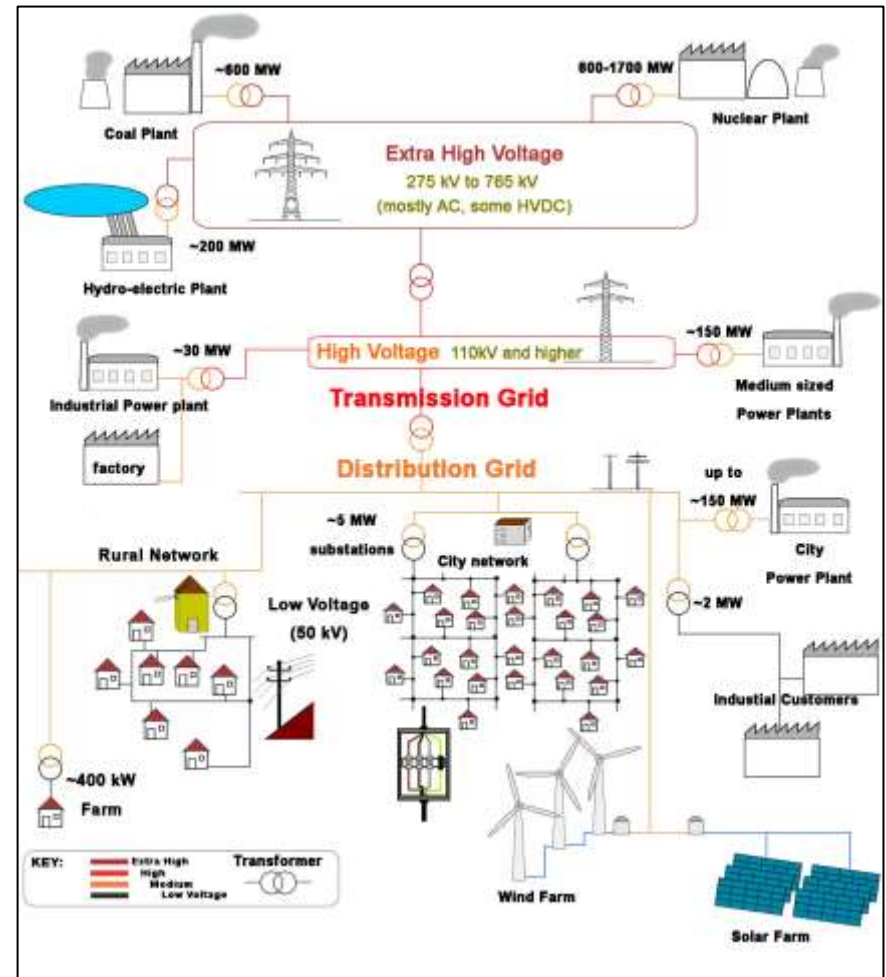 ~600 MW
600-1700 MW
Coal Plant
Nuclear Plant
Extra High Voltage
275 kV to 765 kV
(mostly AC, some HVDC)
~200 MW
Hydro-electric Plant
~30 MW
High Voltage 110kV and higher
~150 MW
Industrial Power plant
Medium sized
Power Plants
Transmission Grid
factory
Distribution Grid
up to
~150 MW
~5 MW
substations
Rural Network
City network
City
Power Plant
Low Voltage
(50 kV)
~2 MW
Industial Customers
~400 kW
Farm
KEY:
Extra High
High
Medium
Low Voltage
Transformer
Wind Farm
Solar Farm